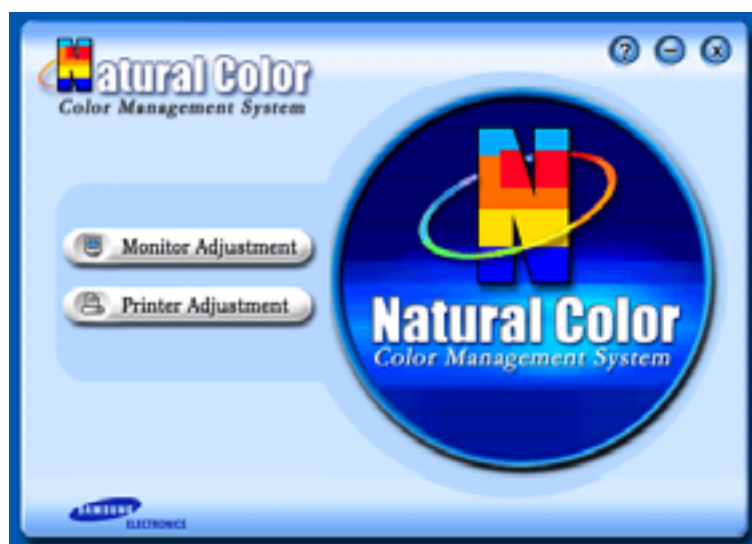 Natural Color
Color Management System
?
Monitor Adjustment
Printer Adjustment
N
Natural Color
Color Management System
SAMSUNG
ELECTRONICS